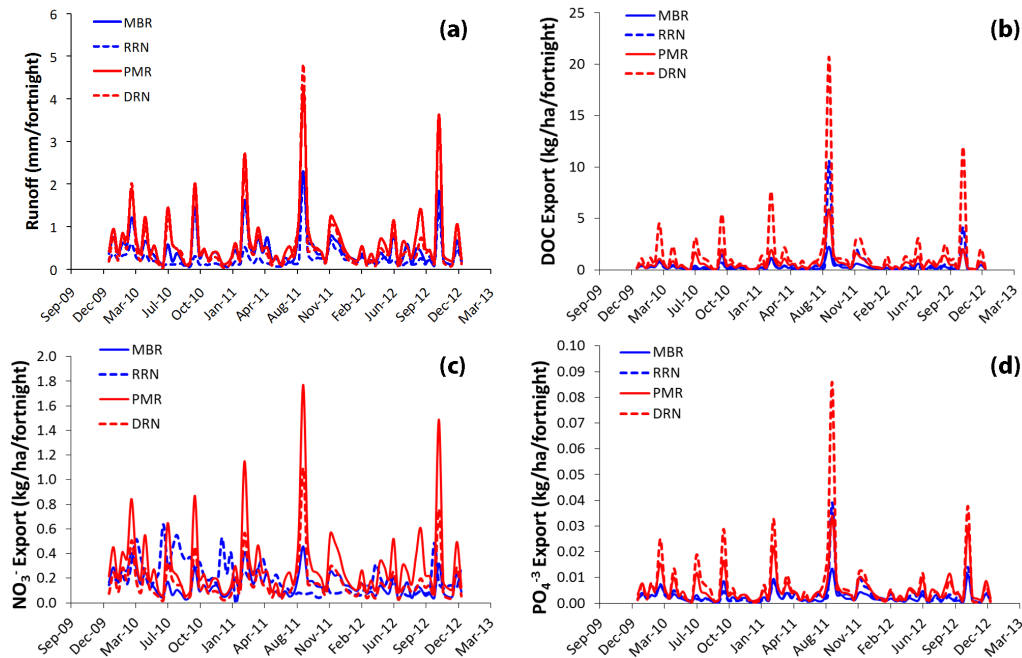 (a)
Runoff (mm/fortnight)
6
5
4
3
2
1
0
MBR
RRN
PMR
DRN
Sep-09
Dec-09
Mar-10
Jul-10
Oct-10
Jan-11
Apr-11
Aug-11
Nov-11
Feb-12
Jun-12
Sep-12
Dec-12
Mar-13
(b)
DOC Export (kg/ha/fortnight)
25
20
15
10
5
0
MBR
RRN
PMR
DRN
Sep-09
Dec-09
Mar-10
Jul-10
Oct-10
Jan-11
Apr-11
Aug-11
Nov-11
Feb-12
Jun-12
Sep-12
Dec-12
Mar-13
(c)
NO₃⁻ Export (kg/ha/fortnight)
2.0
1.8
1.6
1.4
1.2
1.0
0.8
0.6
0.4
0.2
0.0
MBR
RRN
PMR
DRN
Sep-09
Dec-09
Mar-10
Jul-10
Oct-10
Jan-11
Apr-11
Aug-11
Nov-11
Feb-12
Jun-12
Sep-12
Dec-12
Mar-13
(d)
PO₄⁻³ Export (kg/ha/fortnight)
0.10
0.09
0.08
0.07
0.06
0.05
0.04
0.03
0.02
0.01
0.00
MBR
RRN
PMR
DRN
Sep-09
Dec-09
Mar-10
Jul-10
Oct-10
Jan-11
Apr-11
Aug-11
Nov-11
Feb-12
Jun-12
Sep-12
Dec-12
Mar-13